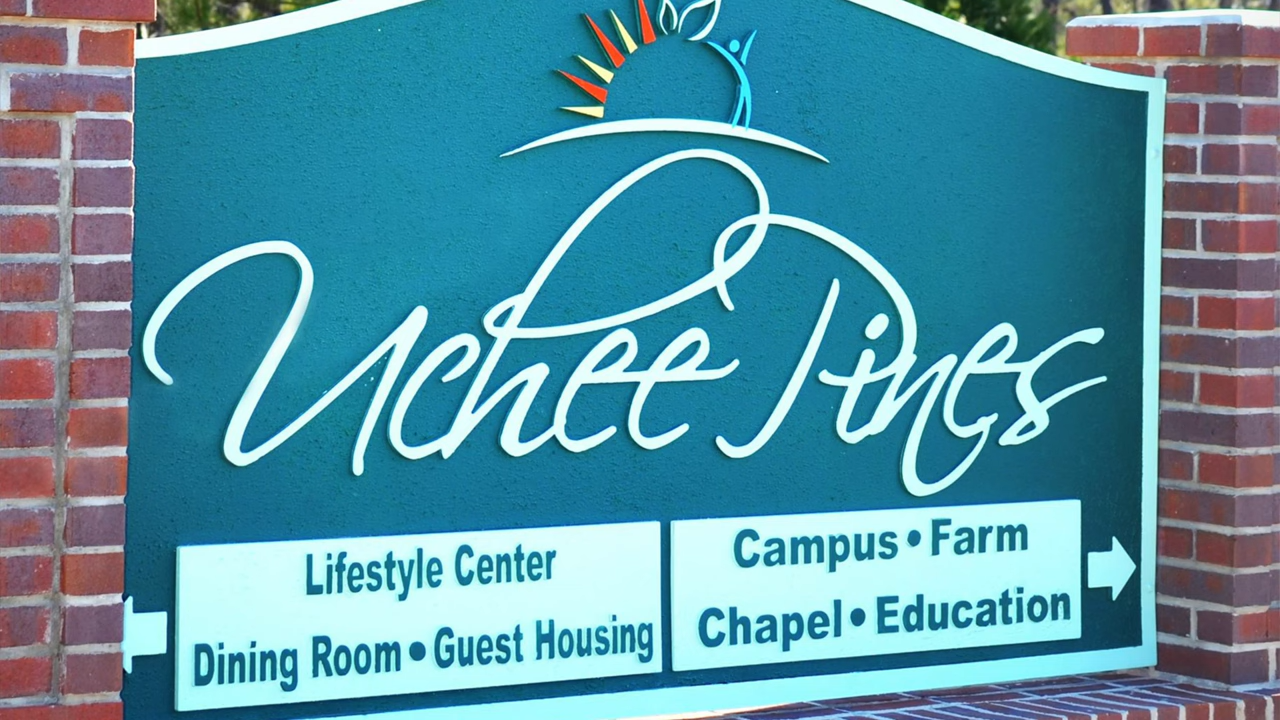 Uchee Pines
Lifestyle Center
Dining Room • Guest Housing
Campus • Farm
Chapel • Education